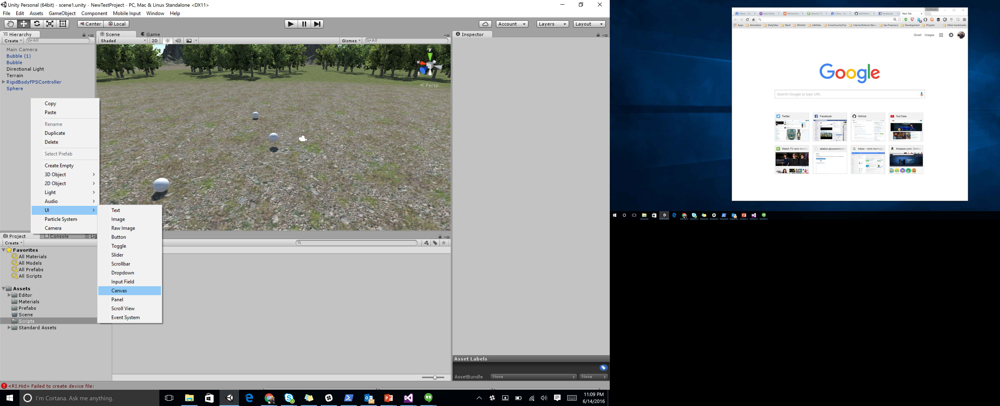 Unity Personal (64bit) - scene1.unity - NewTestProject - PC, Mac & Linux Standalone <DX11>
File Edit Assets GameObject Component Mobile Input Window Help
Center Local
Account Layers Layout
Hierarchy
Create All
Main Camera
Bubble (1)
Bubble
Directional Light
Terrain
RigidBodyFPSController
Sphere
Scene Game
Shaded 2D Gizmos All
y
x
z
Persp
Inspector
Copy
Paste
Rename
Duplicate
Delete
Select Prefab
Create Empty
3D Object
2D Object
Light
Audio
UI
Particle System
Camera
Text
Image
Raw Image
Button
Toggle
Slider
Scrollbar
Dropdown
Input Field
Canvas
Panel
Scroll View
Event System
Project Console Lig
Create
Favorites
All Materials
All Models
All Prefabs
All Scripts
Assets
Editor
Materials
Prefabs
Scene
Scripts
Standard Assets
Asset Labels
AssetBundle None None
<RI.Hid> Failed to create device file:
I'm Cortana. Ask me anything.
11:09 PM
6/14/2016
Inbox – kvn Ikea Kallax Namecheap Session Tin Inbox – kvn KatVHarris Facebook New Tab
Apps Animation DailySites Nerd Wishlist LifeSites CrossCountryTrip Interior/Exterior Desi San Francisco Development PCparts Other bookmarks
Gmail Images
Google
Search Google or type URL
Twitter Facebook GitHub YouTube
Watch TV and movies aliebot.azurewebsites Inbox – kvm.harris@g Amazon.com: Online